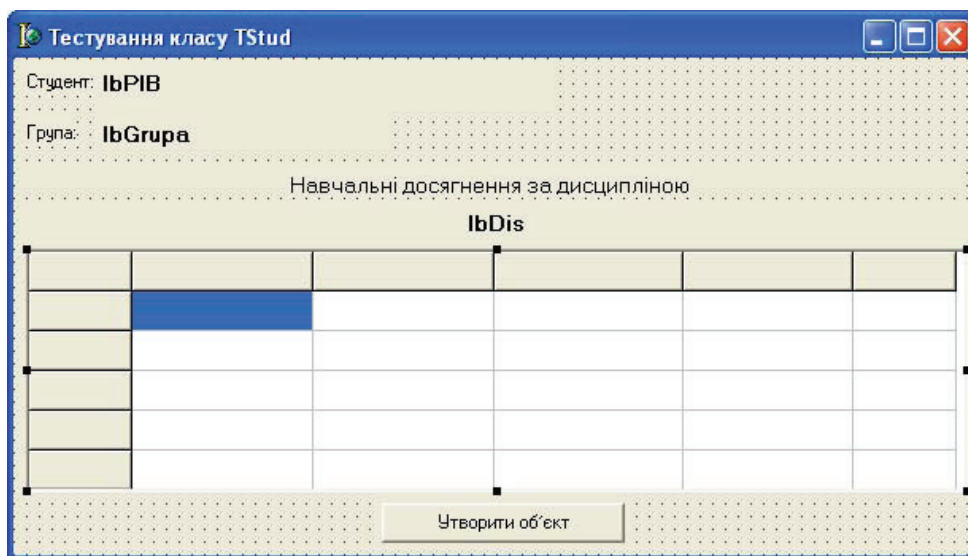 Тестування класу TStud
Студент: lbPIB
Група: lbGrupa
Навчальні досягнення за дисципліною
lbDis
Утворити об'єкт